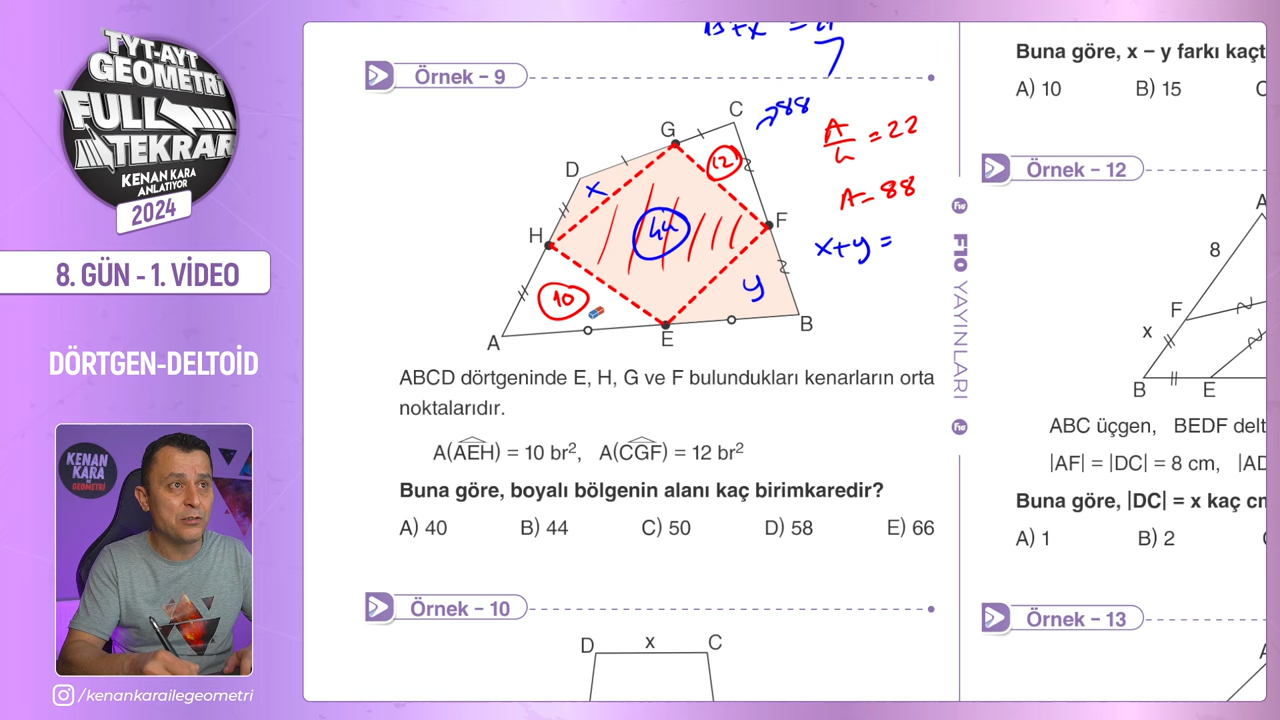 TYT-AYT
GEOMETRİ
FULL
TEKRAR
KENAN KARA
ANLATIYOR
2024
8. GÜN - 1. VİDEO
DÖRTGEN-DELTOİD
KENAN
KARA
GEOMETRİ
/kenankarailegeometri
Örnek – 9
C
88
G
12
D
x
H
44
F
y
10
A
E
B
A/4 = 22
A = 88
x+y =
ABCD dörtgeninde E, H, G ve F bulundukları kenarların orta
noktalarıdır.
A(AEH) = 10 br², A(CGF) = 12 br²
Buna göre, boyalı bölgenin alanı kaç birimkaredir?
A) 40 B) 44 C) 50 D) 58 E) 66
Örnek – 10
D x C
F10 YAYINLARI
Buna göre, x – y farkı kaçt
A) 10 B) 15 C
Örnek – 12
A
8
F
x
B E
ABC üçgen, BEDF delt
|AF| = |DC| = 8 cm, |AD
Buna göre, |DC| = x kaç cm
A) 1 B) 2
Örnek – 13